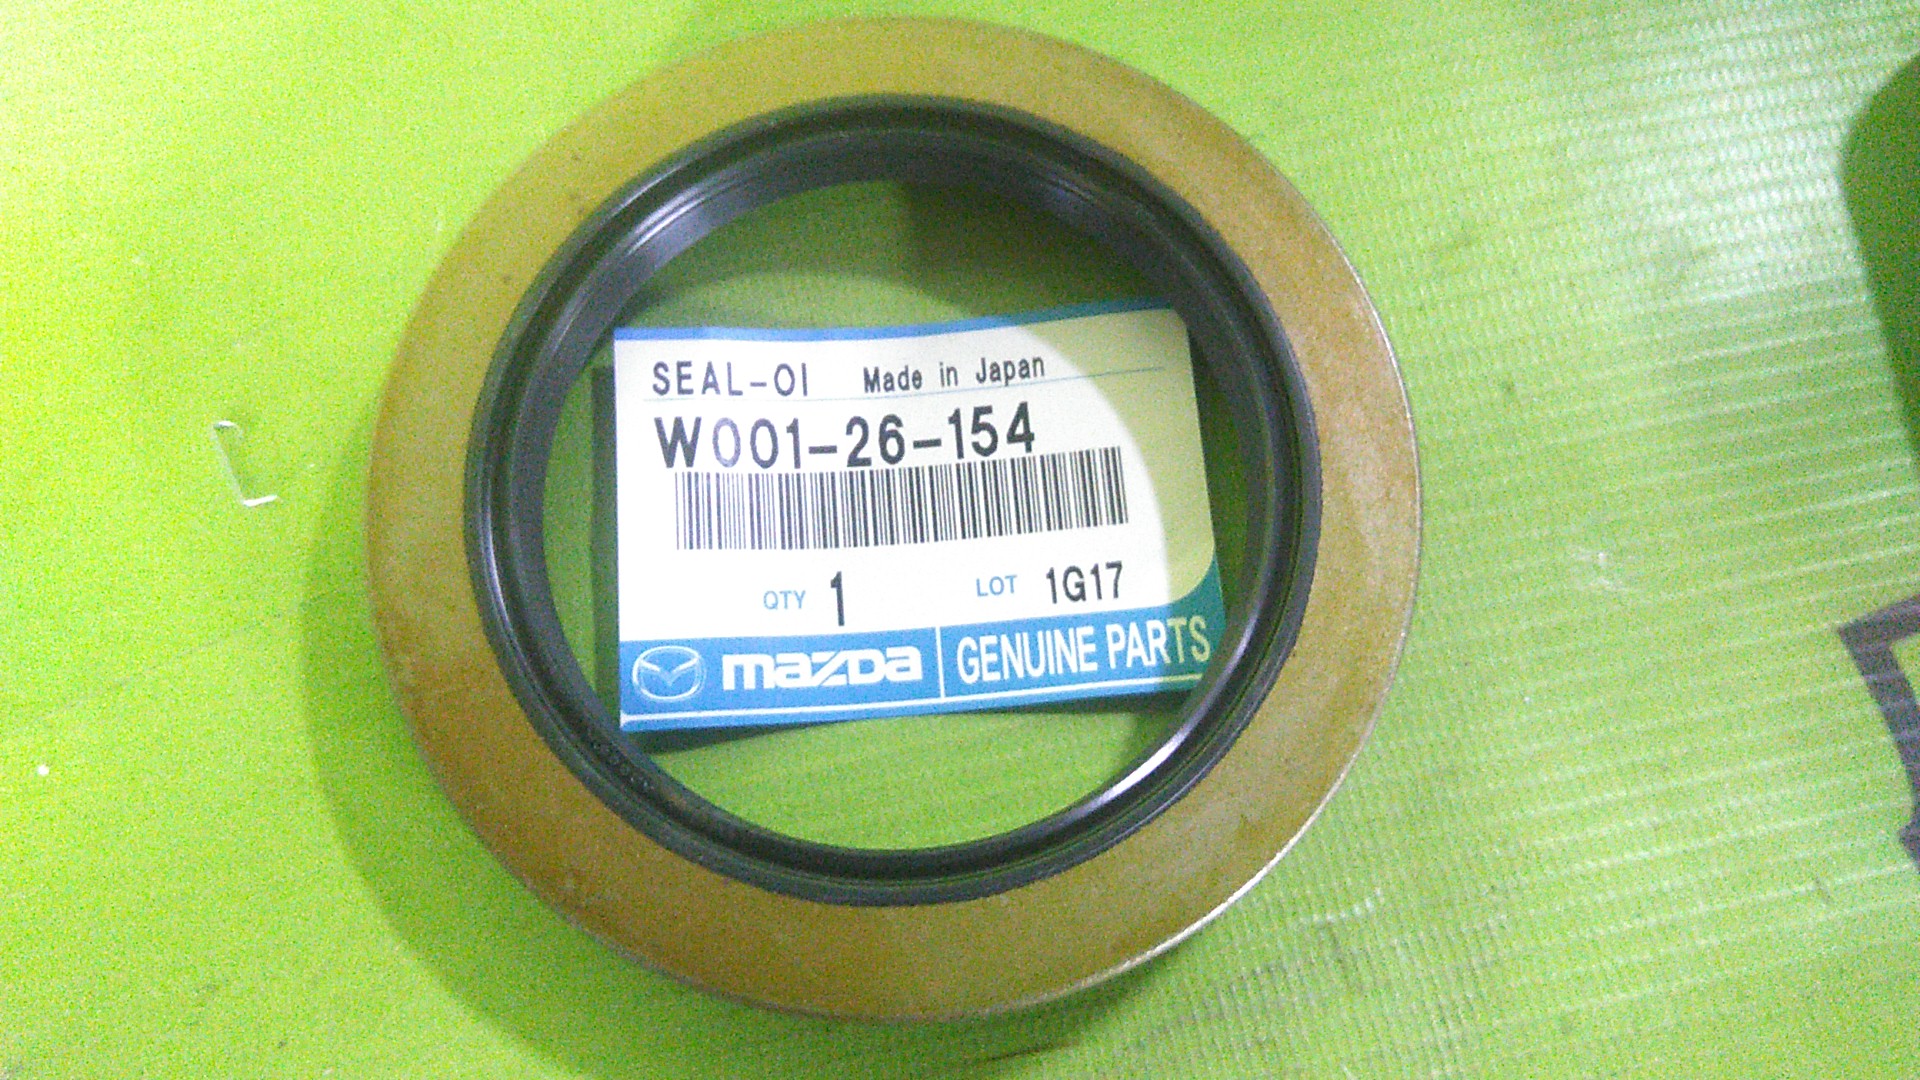 SEAL-OI Made in Japan
W001-26-154
QTY 1 LOT 1G17
mazda GENUINE PARTS